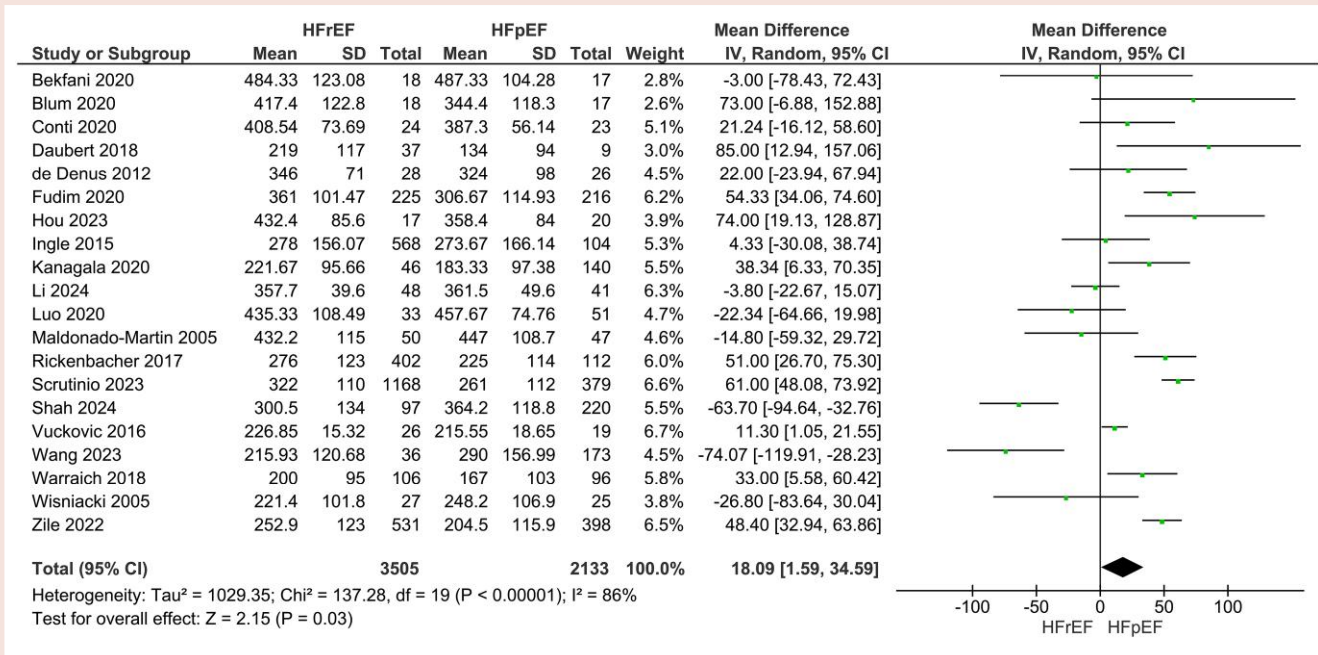 HFrEF HFpEF Mean Difference Mean Difference
Study or Subgroup Mean SD Total Mean SD Total Weight IV, Random, 95% CI IV, Random, 95% CI
Bekfani 2020 484.33 123.08 18 487.33 104.28 17 2.8% -3.00 [-78.43, 72.43]
Blum 2020 417.4 122.8 18 344.4 118.3 17 2.6% 73.00 [-6.88, 152.88]
Conti 2020 408.54 73.69 24 387.3 56.14 23 5.1% 21.24 [-16.12, 58.60]
Daubert 2018 219 117 37 134 94 9 3.0% 85.00 [12.94, 157.06]
de Denus 2012 346 71 28 324 98 26 4.5% 22.00 [-23.94, 67.94]
Fudim 2020 361 101.47 225 306.67 114.93 216 6.2% 54.33 [34.06, 74.60]
Hou 2023 432.4 85.6 17 358.4 84 20 3.9% 74.00 [19.13, 128.87]
Ingle 2015 278 156.07 568 273.67 166.14 104 5.3% 4.33 [-30.08, 38.74]
Kanagala 2020 221.67 95.66 46 183.33 97.38 140 5.5% 38.34 [6.33, 70.35]
Li 2024 357.7 39.6 48 361.5 49.6 41 6.3% -3.80 [-22.67, 15.07]
Luo 2020 435.33 108.49 33 457.67 74.76 51 4.7% -22.34 [-64.66, 19.98]
Maldonado-Martin 2005 432.2 115 50 447 108.7 47 4.6% -14.80 [-59.32, 29.72]
Rickenbacher 2017 276 123 402 225 114 112 6.0% 51.00 [26.70, 75.30]
Scrutinio 2023 322 110 1168 261 112 379 6.6% 61.00 [48.08, 73.92]
Shah 2024 300.5 134 97 364.2 118.8 220 5.5% -63.70 [-94.64, -32.76]
Vuckovic 2016 226.85 15.32 26 215.55 18.65 19 6.7% 11.30 [1.05, 21.55]
Wang 2023 215.93 120.68 36 290 156.99 173 4.5% -74.07 [-119.91, -28.23]
Warraich 2018 200 95 106 167 103 96 5.8% 33.00 [5.58, 60.42]
Wisniacki 2005 221.4 101.8 27 248.2 106.9 25 3.8% -26.80 [-83.64, 30.04]
Zile 2022 252.9 123 531 204.5 115.9 398 6.5% 48.40 [32.94, 63.86]
Total (95% CI) 3505 2133 100.0% 18.09 [1.59, 34.59]
Heterogeneity: Tau² = 1029.35; Chi² = 137.28, df = 19 (P < 0.00001); I² = 86%
Test for overall effect: Z = 2.15 (P = 0.03)
-100 -50 0 50 100
HFrEF HFpEF